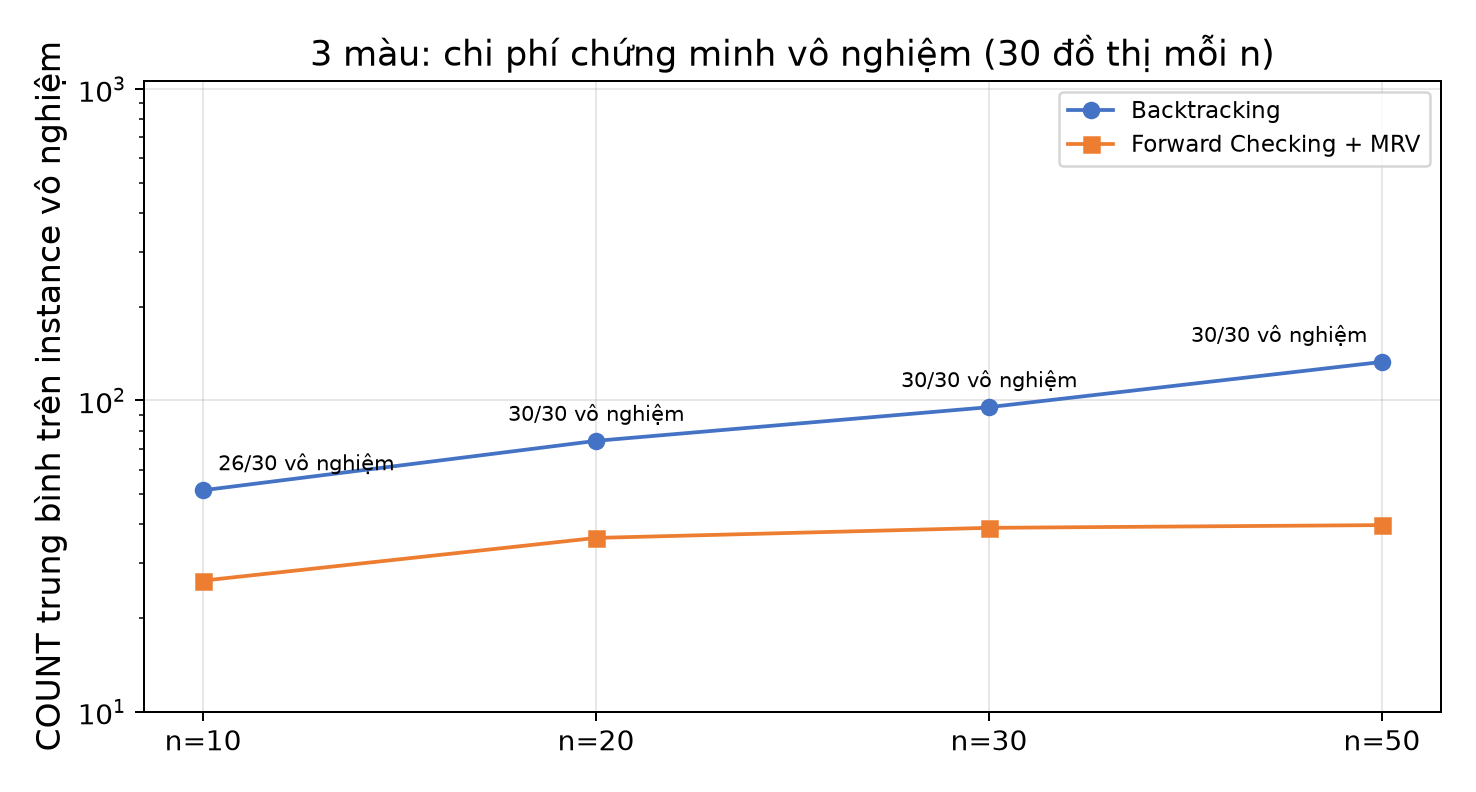 3 màu: chi phí chứng minh vô nghiệm (30 đồ thị mỗi n)
COUNT trung bình trên instance vô nghiệm
10³
10²
10¹
Backtracking
Forward Checking + MRV
26/30 vô nghiệm
30/30 vô nghiệm
30/30 vô nghiệm
30/30 vô nghiệm
n=10
n=20
n=30
n=50